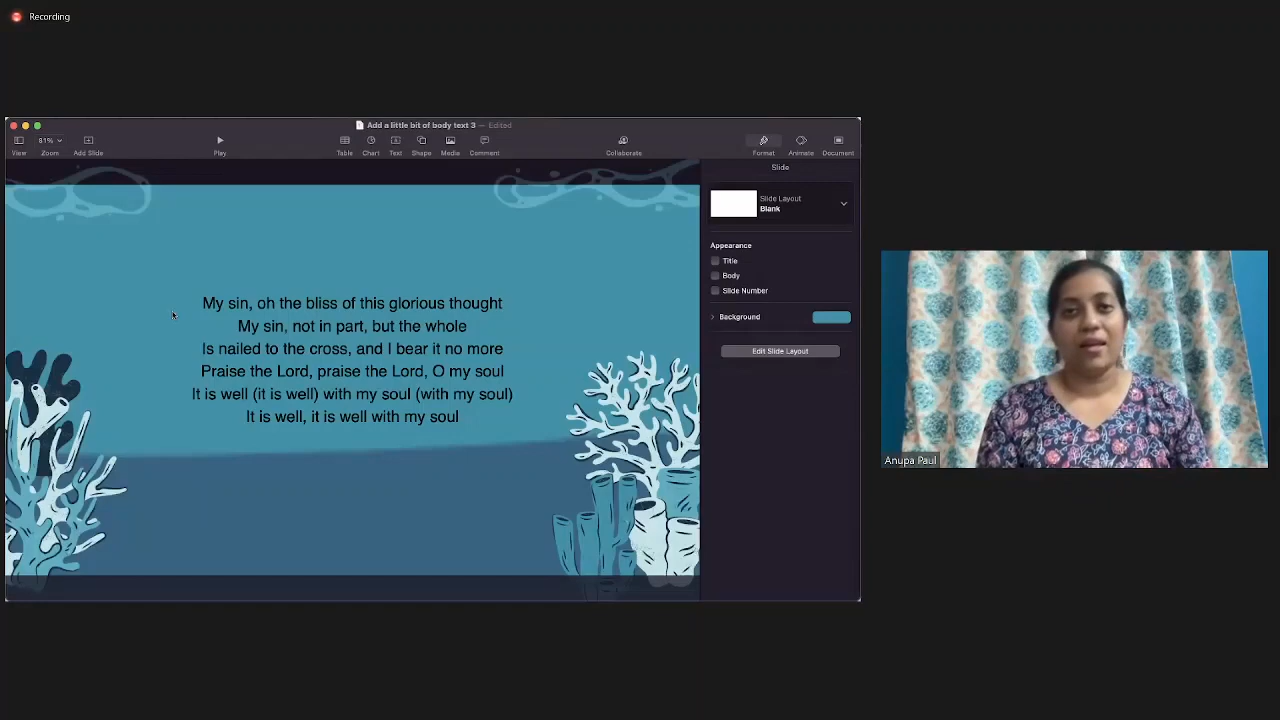 Recording
Add a little bit of body text 3 — Edited
81%
View Zoom Add Slide Play Table Chart Text Shape Media Comment Collaborate Format Animate Document
Slide
Slide Layout
Blank
Appearance
Title
Body
Slide Number
Background
Edit Slide Layout
My sin, oh the bliss of this glorious thought
My sin, not in part, but the whole
Is nailed to the cross, and I bear it no more
Praise the Lord, praise the Lord, O my soul
It is well (it is well) with my soul (with my soul)
It is well, it is well with my soul
Anupa Paul